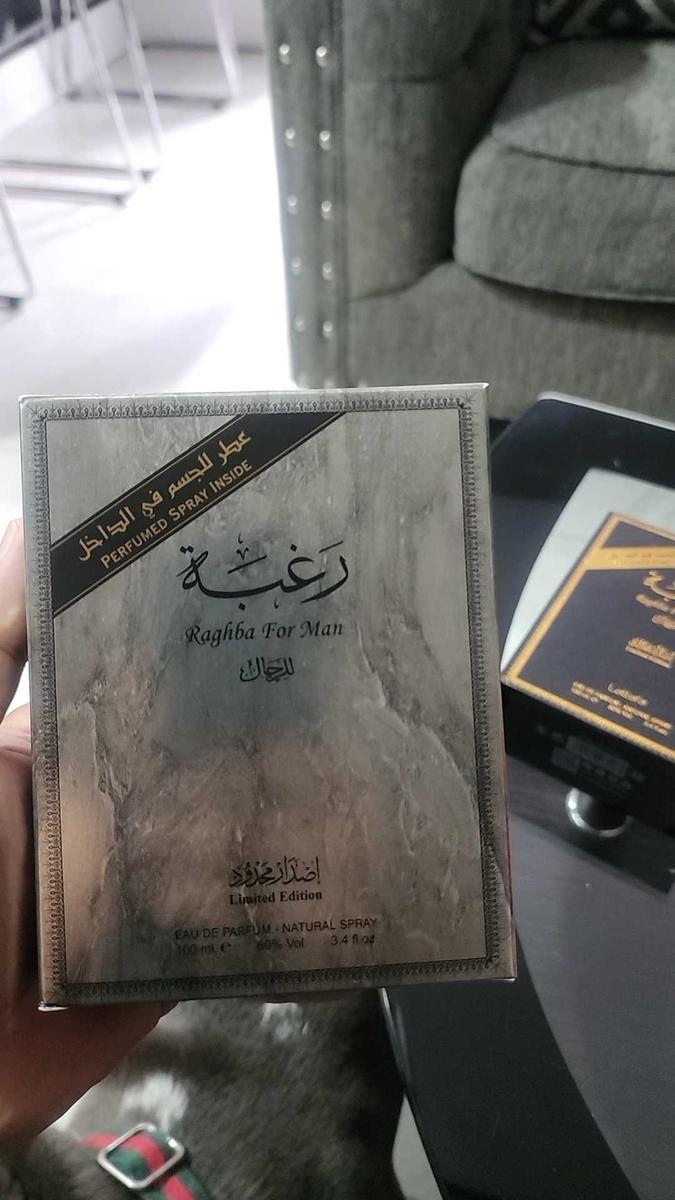 عطر للجسم في الداخل
PERFUMED SPRAY INSIDE
رغبة
Raghba For Man
للرجال
إصدار محدود
Limited Edition
EAU DE PARFUM - NATURAL SPRAY
100 ml. e 80% Vol. 3.4 fl.oz
Lattafa